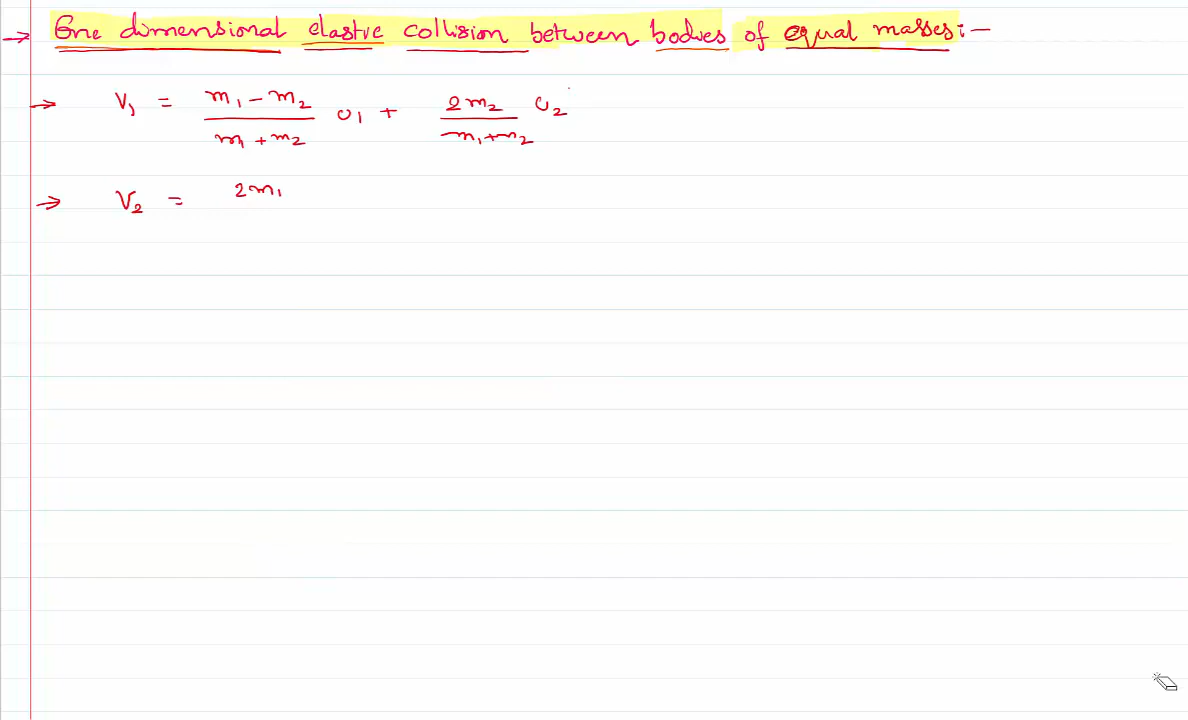 → One dimensional elastic collision between bodies of equal masses:-
→ V₁ = (m₁ - m₂)/(m₁ + m₂) u₁ + 2m₂/(m₁+m₂) u₂
→ V₂ = 2m₁